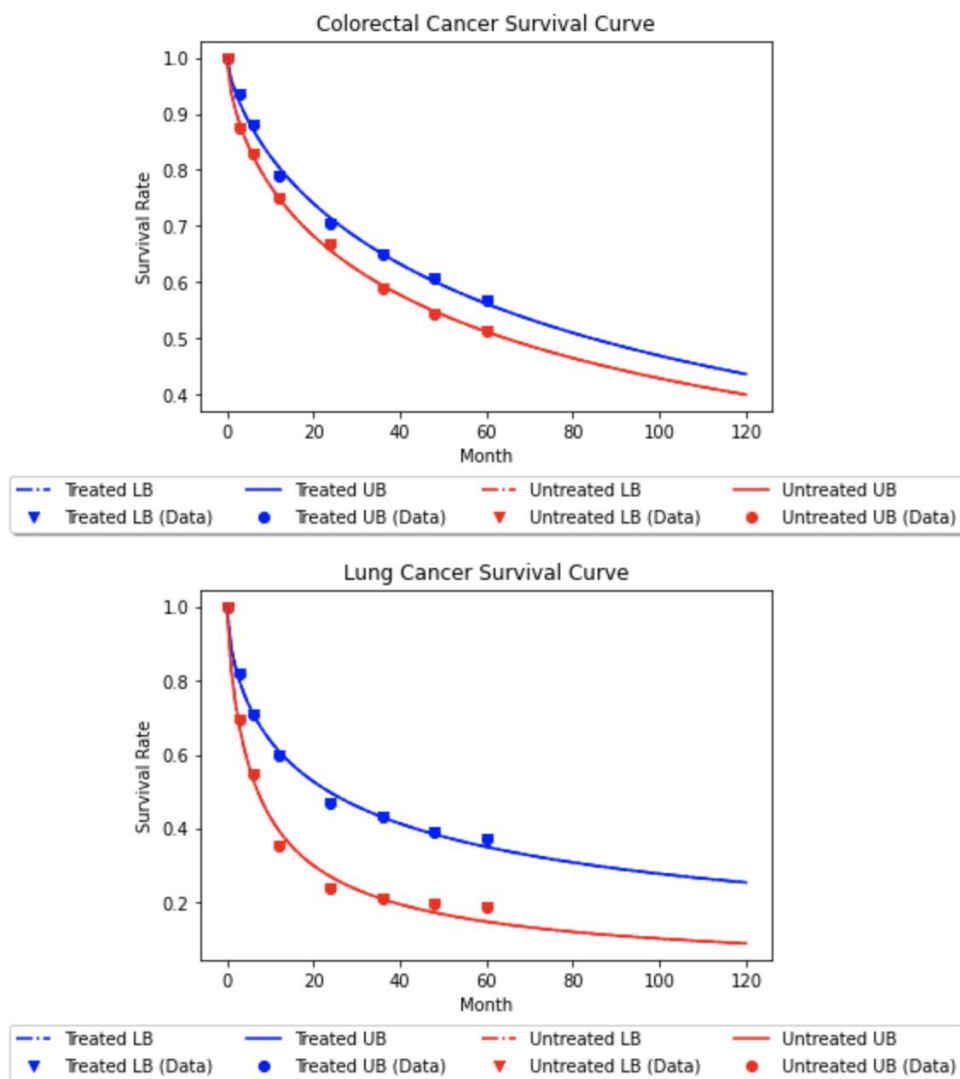 Colorectal Cancer Survival Curve
1.0
0.9
0.8
0.7
0.6
0.5
0.4
Survival Rate
0 20 40 60 80 100 120
Month
Treated LB Treated UB Untreated LB Untreated UB
Treated LB (Data) Treated UB (Data) Untreated LB (Data) Untreated UB (Data)
Lung Cancer Survival Curve
1.0
0.8
0.6
0.4
0.2
Survival Rate
0 20 40 60 80 100 120
Month
Treated LB Treated UB Untreated LB Untreated UB
Treated LB (Data) Treated UB (Data) Untreated LB (Data) Untreated UB (Data)